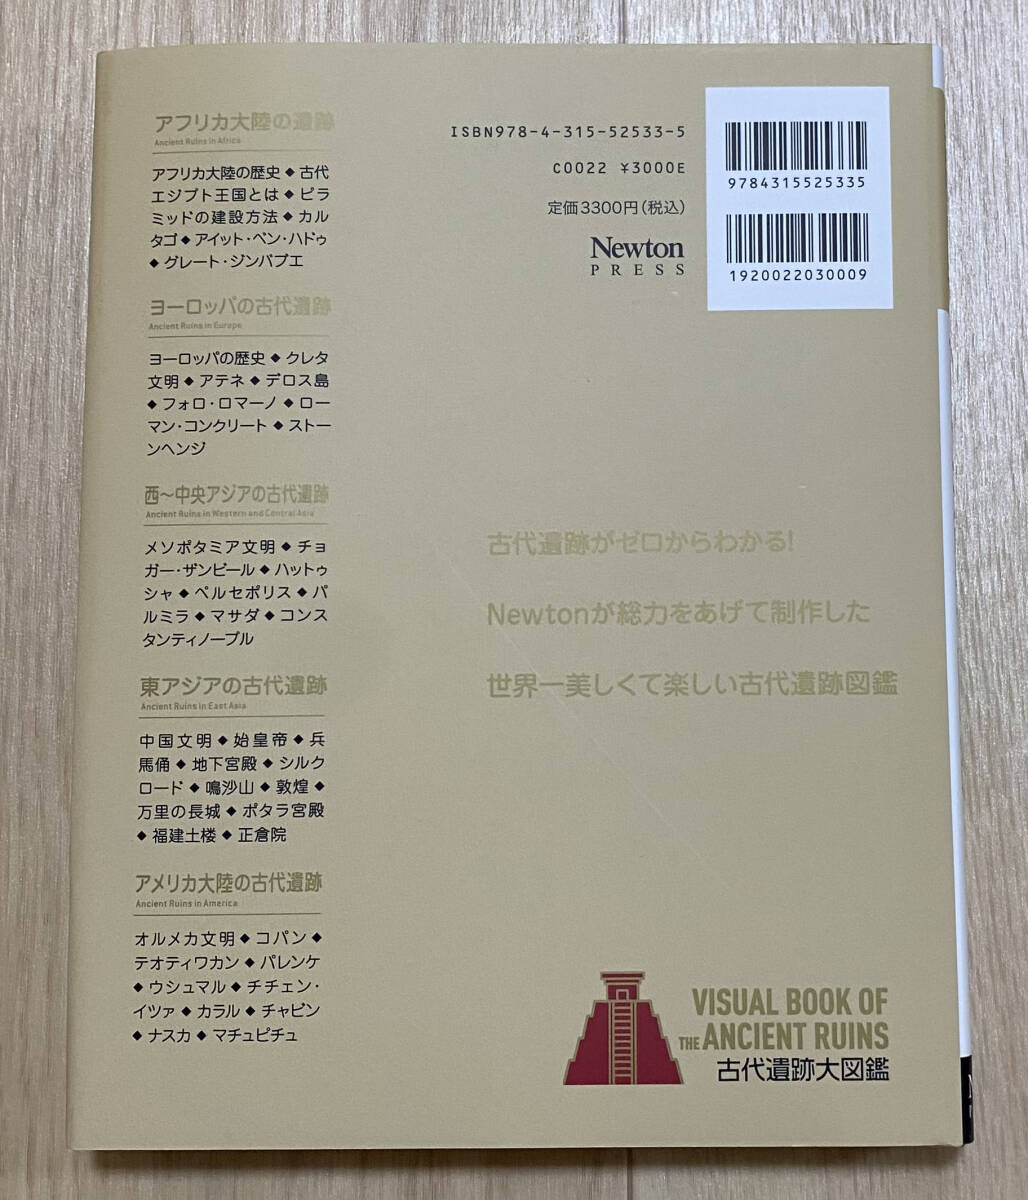 アフリカ大陸の遺跡
Ancient Ruins in Africa
アフリカ大陸の歴史◆古代
エジプト王国とは◆ピラ
ミッドの建設方法◆カル
タゴ◆アイット・ベン・ハドゥ
◆グレート・ジンバブエ
ヨーロッパの古代遺跡
Ancient Ruins in Europe
ヨーロッパの歴史◆クレタ
文明◆アテネ◆デロス島
◆フォロ・ロマーノ◆ロー
マン・コンクリート◆ストー
ンヘンジ
西〜中央アジアの古代遺跡
Ancient Ruins in Western and Central Asia
メソポタミア文明◆チョ
ガー・ザンビール◆ハットゥ
シャ◆ペルセポリス◆パ
ルミラ◆マサダ◆コンス
タンティノープル
東アジアの古代遺跡
Ancient Ruins in East Asia
中国文明◆始皇帝◆兵
馬俑◆地下宮殿◆シルク
ロード◆鳴沙山◆敦煌◆
万里の長城◆ポタラ宮殿
◆福建土楼◆正倉院
アメリカ大陸の古代遺跡
Ancient Ruins in America
オルメカ文明◆コパン◆
テオティワカン◆パレンケ
◆ウシュマル◆チチェン・
イツァ◆カラル◆チャビン
◆ナスカ◆マチュピチュ
ISBN978-4-315-52533-5
C0022 ¥3000E
定価3300円(税込)
Newton
PRESS
9784315525335
1920022030009
古代遺跡がゼロからわかる!
Newtonが総力をあげて制作した
世界一美しくて楽しい古代遺跡図鑑
VISUAL BOOK OF
THE ANCIENT RUINS
古代遺跡大図鑑